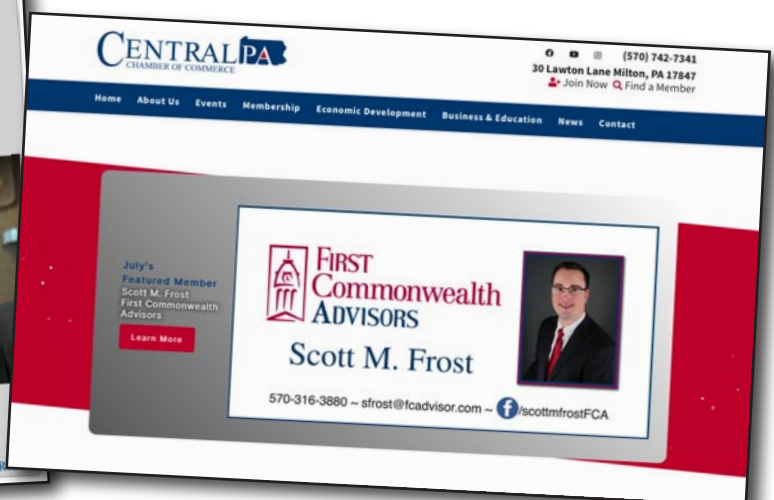 CENTRAL PA
CHAMBER OF COMMERCE
(570) 742-7341
30 Lawton Lane Milton, PA 17847
Join Now Find a Member
Home About Us Events Membership Economic Development Business & Education News Contact
July's
Featured Member
Scott M. Frost
First Commonwealth
Advisors
Learn More
FIRST
COMMONWEALTH
ADVISORS
Scott M. Frost
570-316-3880 ~ sfrost@fcadvisor.com ~ f/scottmfrostFCA
R